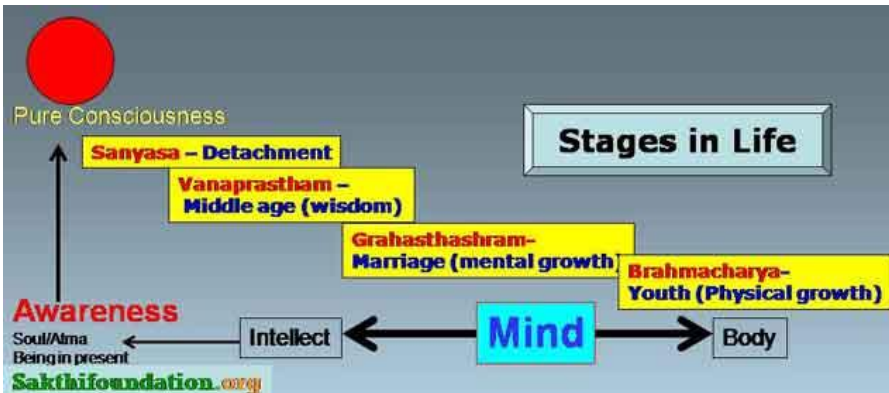 Pure Consciousness
Stages in Life
Sanyasa – Detachment
Vanaprastham –
Middle age (wisdom)
Grahasthashram–
Marriage (mental growth)
Brahmacharya–
Youth (Physical growth)
Awareness
Soul/Atma
Being in present
Intellect
Mind
Body
Sakthifoundation.org